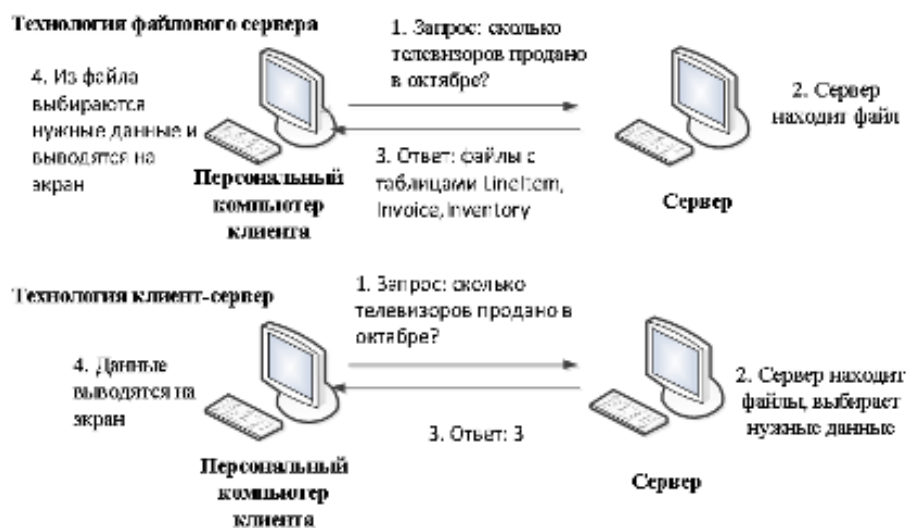 Технология файлового сервера
1. Запрос: сколько
телевизоров продано
в октябре?
4. Из файла
выбираются
нужные данные и
выводятся на
экран
2. Сервер
находит файл
3. Ответ: файлы с
таблицами LineItem,
Invoice, Inventory
Персональный
компьютер
клиента
Сервер
Технология клиент-сервер
1. Запрос: сколько
телевизоров продано в
октябре?
4. Данные
выводятся на
экран
2. Сервер находит
файлы, выбирает
нужные данные
3. Ответ: 3
Персональный
компьютер
клиента
Сервер